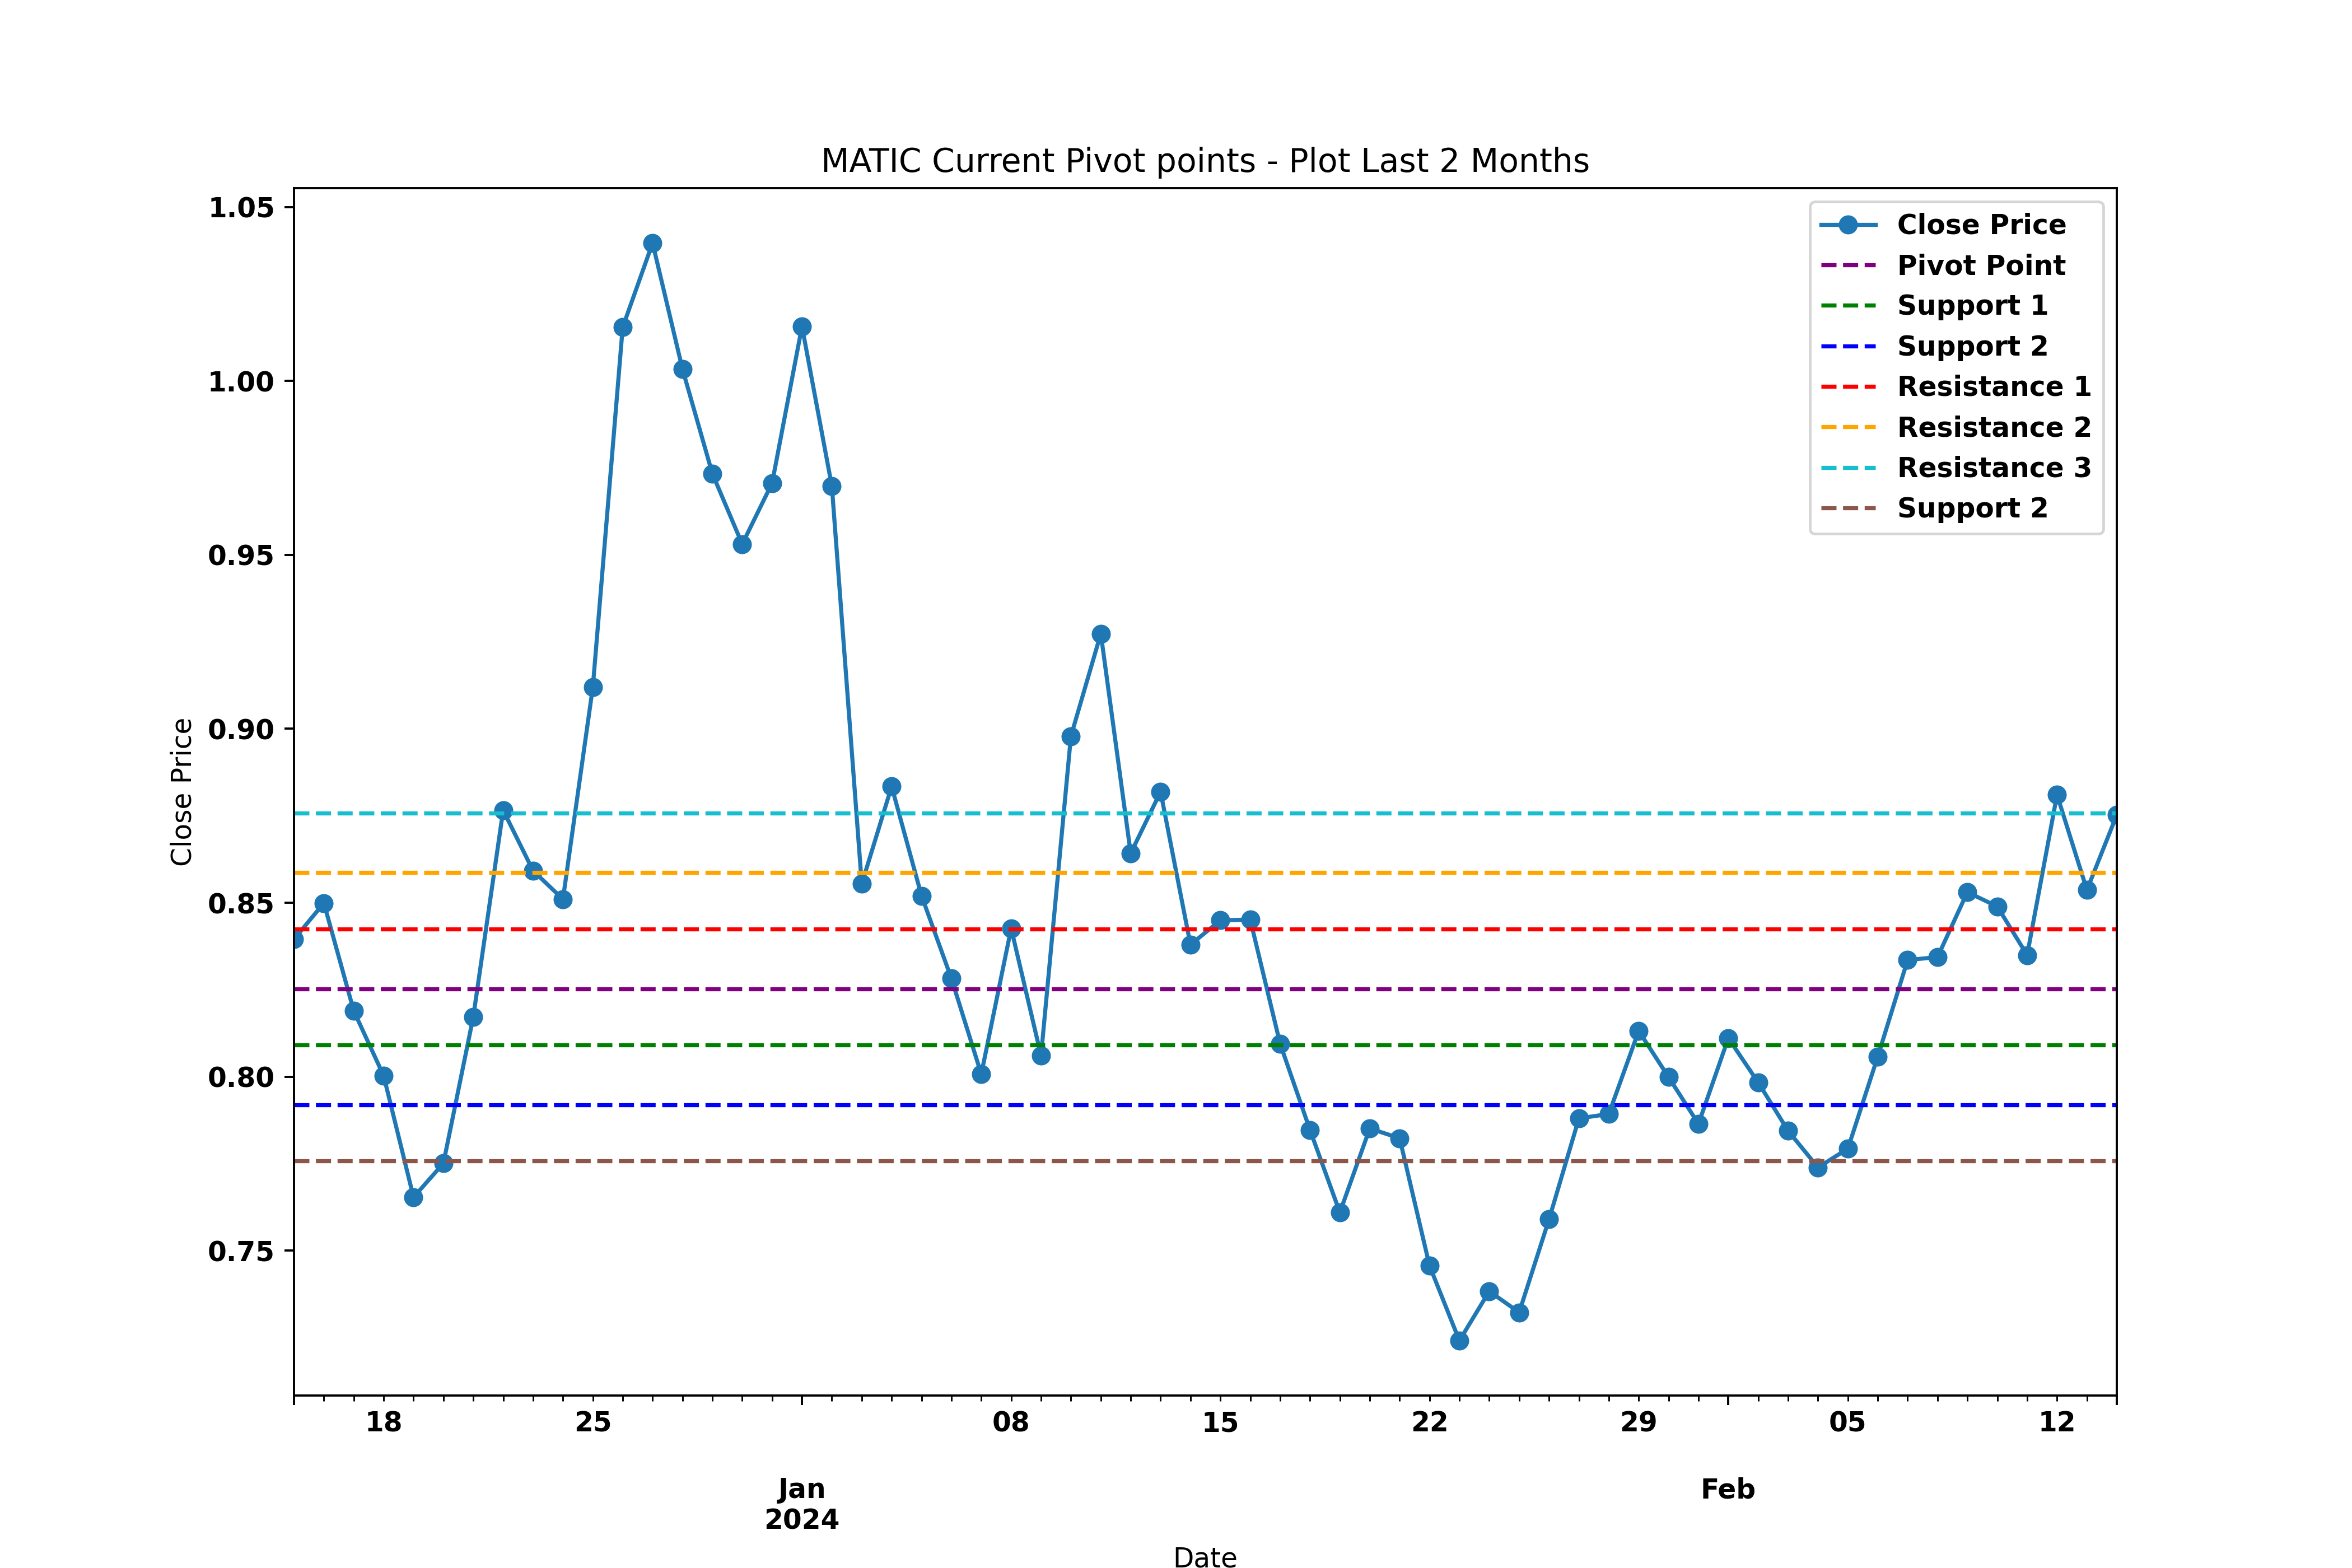 MATIC Current Pivot points - Plot Last 2 Months
1.05
1.00
0.95
0.90
0.85
0.80
0.75
Close Price
Close Price
Pivot Point
Support 1
Support 2
Resistance 1
Resistance 2
Resistance 3
Support 2
18 25 08 15 22 29 05 12
Jan Feb
2024
Date